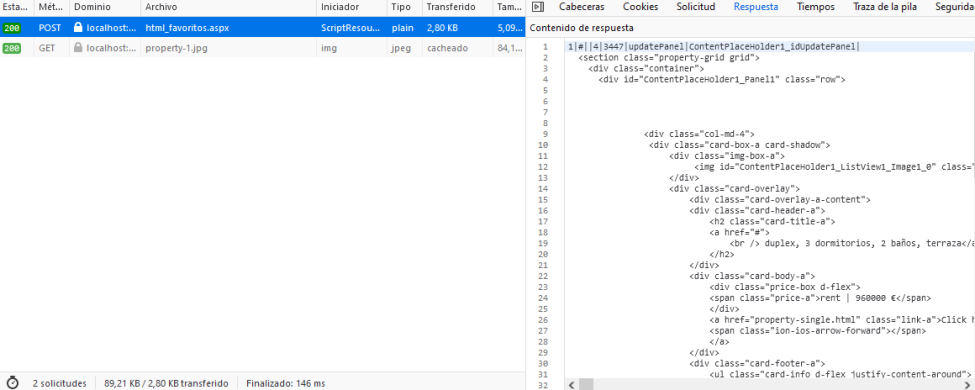 Esta... Mét... Dominio Archivo Iniciador Tipo Transferido Tam...
200 POST localhost:... html_favoritos.aspx ScriptResou... plain 2,80 KB 5,09...
200 GET localhost:... property-1.jpg img jpeg cacheado 84,1...
2 solicitudes 89,21 KB / 2,80 KB transferido Finalizado: 146 ms
Cabeceras Cookies Solicitud Respuesta Tiempos Traza de la pila Segurida
Contenido de respuesta
1 1|#||4|3447|updatePanel|ContentPlaceHolder1_idUpdatePanel|
2 <section class="property-grid grid">
3 <div class="container">
4 <div id="ContentPlaceHolder1_Panel1" class="row">
5
6
7
8
9 <div class="col-md-4">
10 <div class="card-box-a card-shadow">
11 <div class="img-box-a">
12 <img id="ContentPlaceHolder1_ListView1_Image1_0" class="
13 </div>
14 <div class="card-overlay">
15 <div class="card-overlay-a-content">
16 <div class="card-header-a">
17 <h2 class="card-title-a">
18 <a href="#">
19 <br /> duplex, 3 dormitorios, 2 baños, terraza</a
20 </h2>
21 </div>
22 <div class="card-body-a">
23 <div class="price-box d-flex">
24 <span class="price-a">rent | 960000 €</span>
25 </div>
26 <a href="property-single.html" class="link-a">Click h
27 <span class="ion-ios-arrow-forward"></span>
28 </a>
29 </div>
30 <div class="card-footer-a">
31 <ul class="card-info d-flex justify-content-around">
32